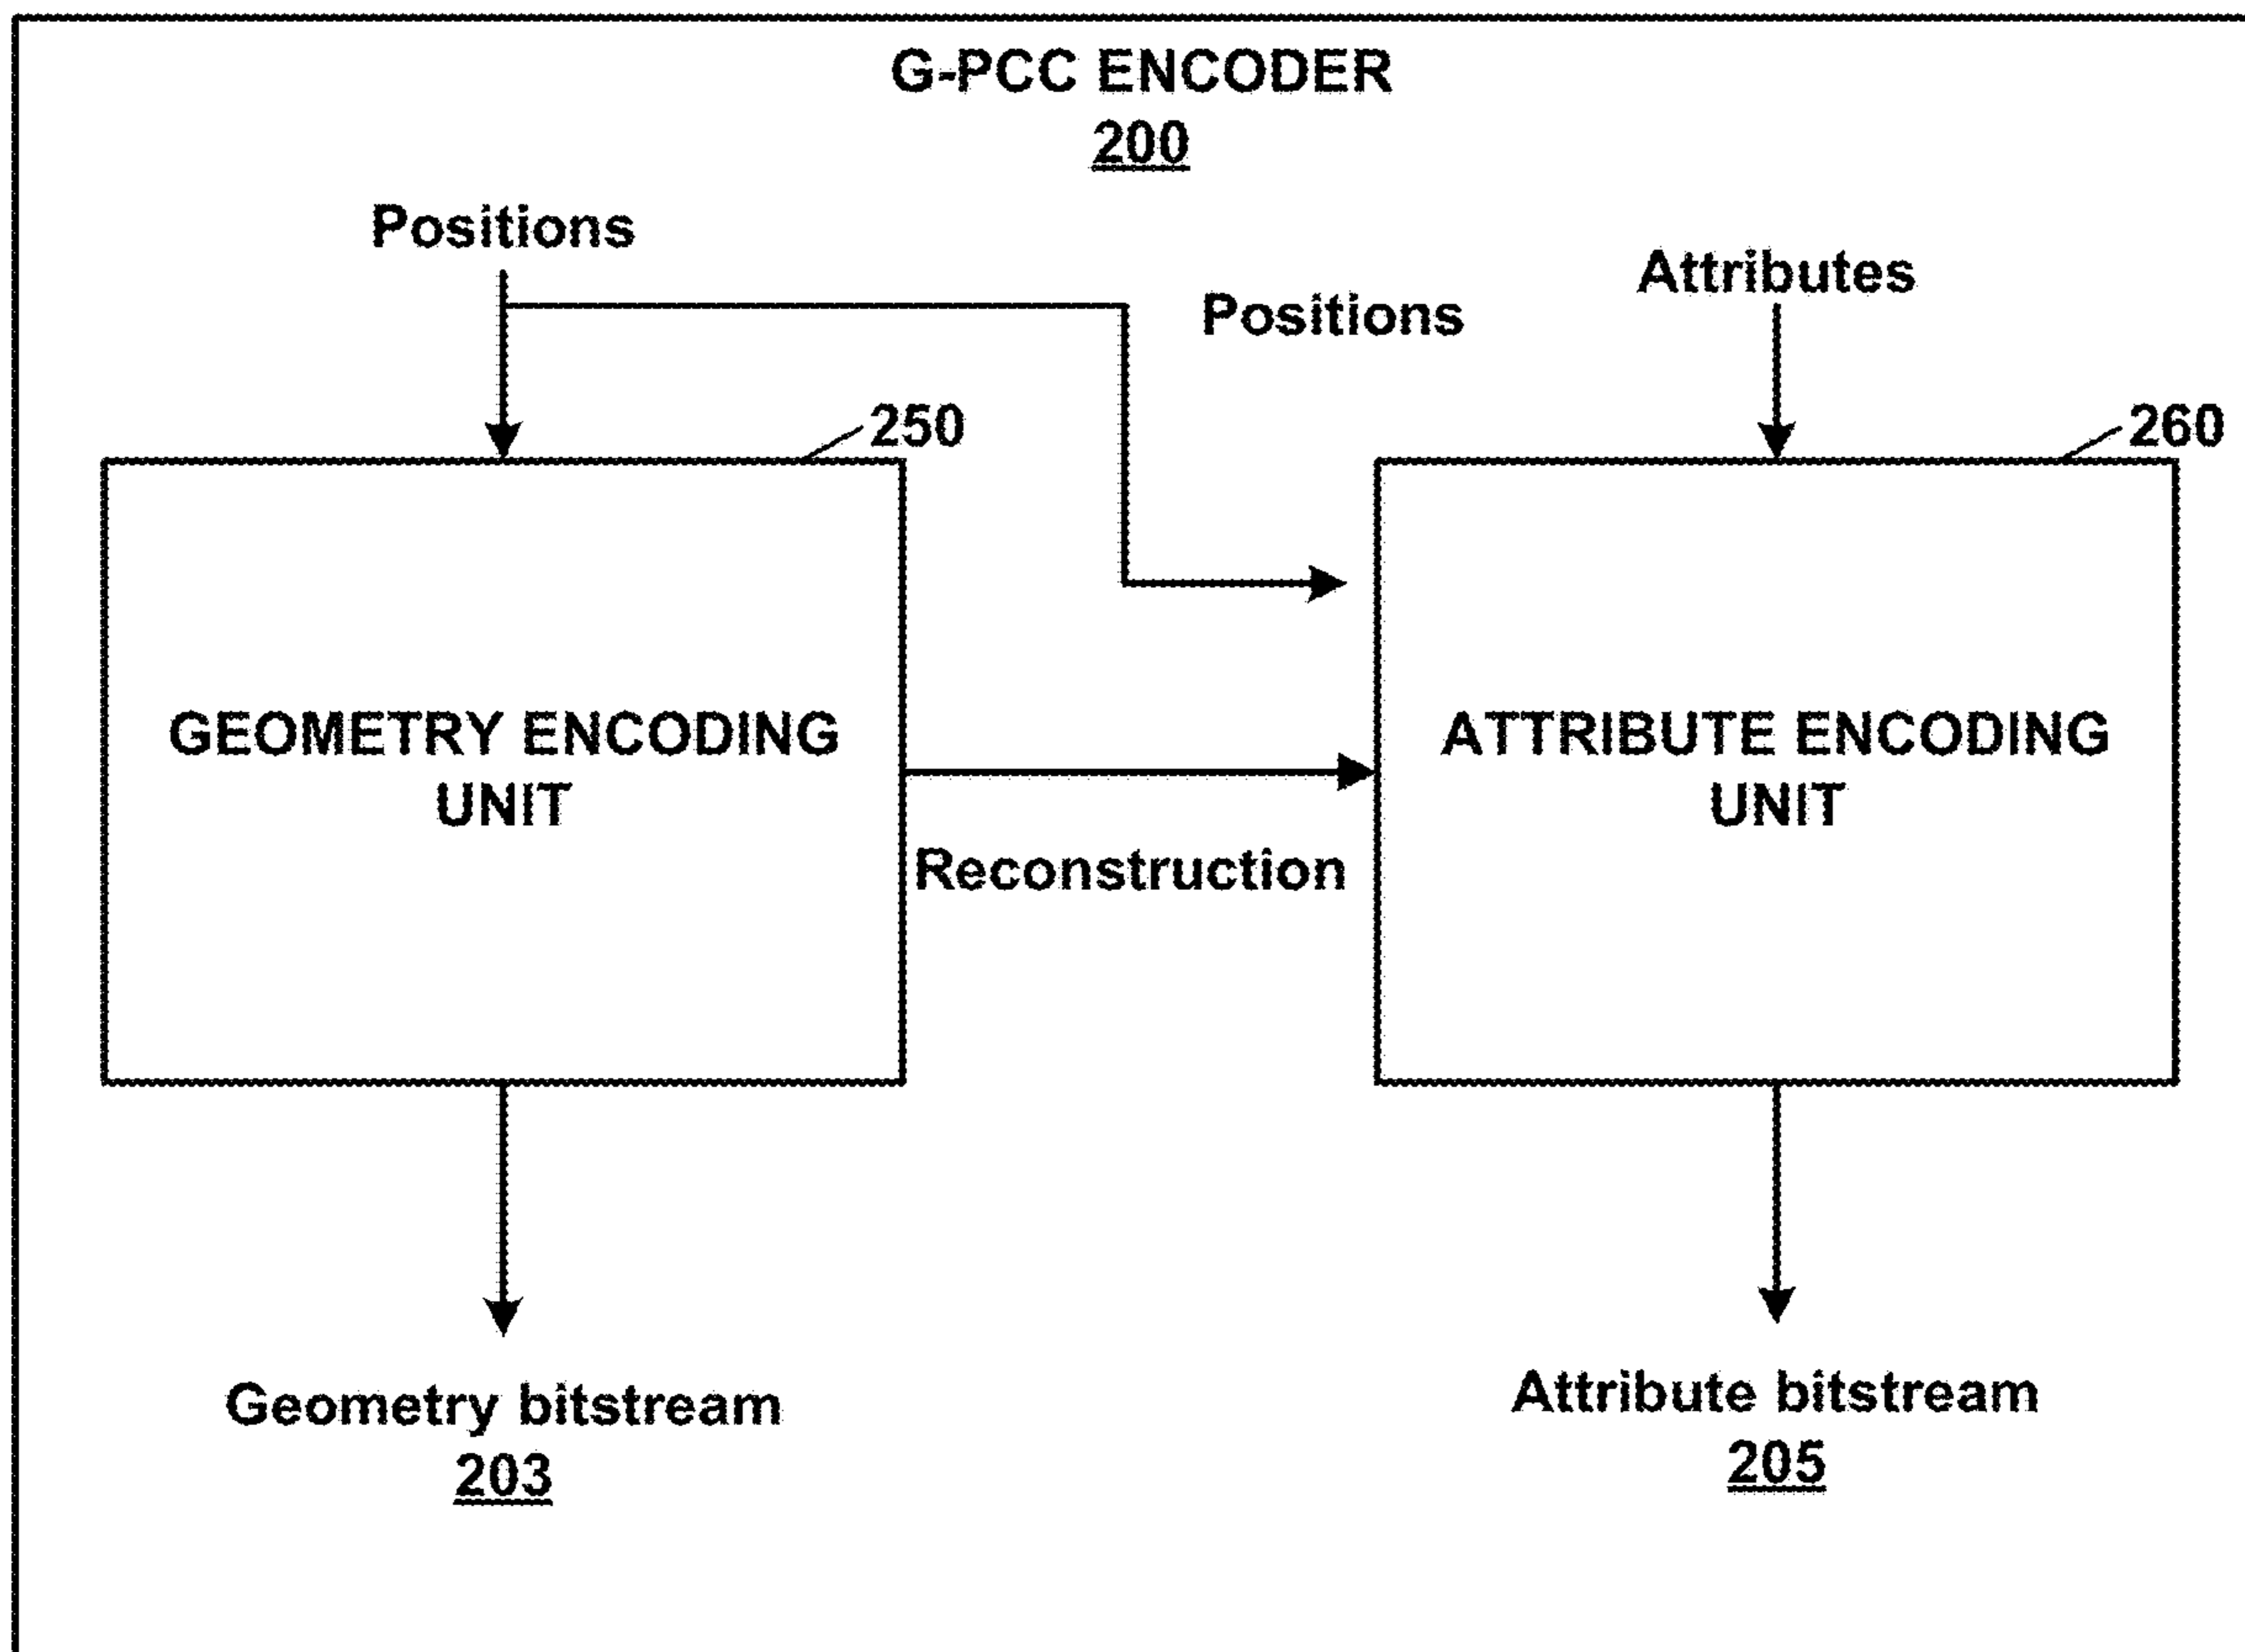 G-PCC ENCODER
200
Positions
Attributes
Positions
250
260
GEOMETRY ENCODING
UNIT
ATTRIBUTE ENCODING
UNIT
Reconstruction
Geometry bitstream
203
Attribute bitstream
205